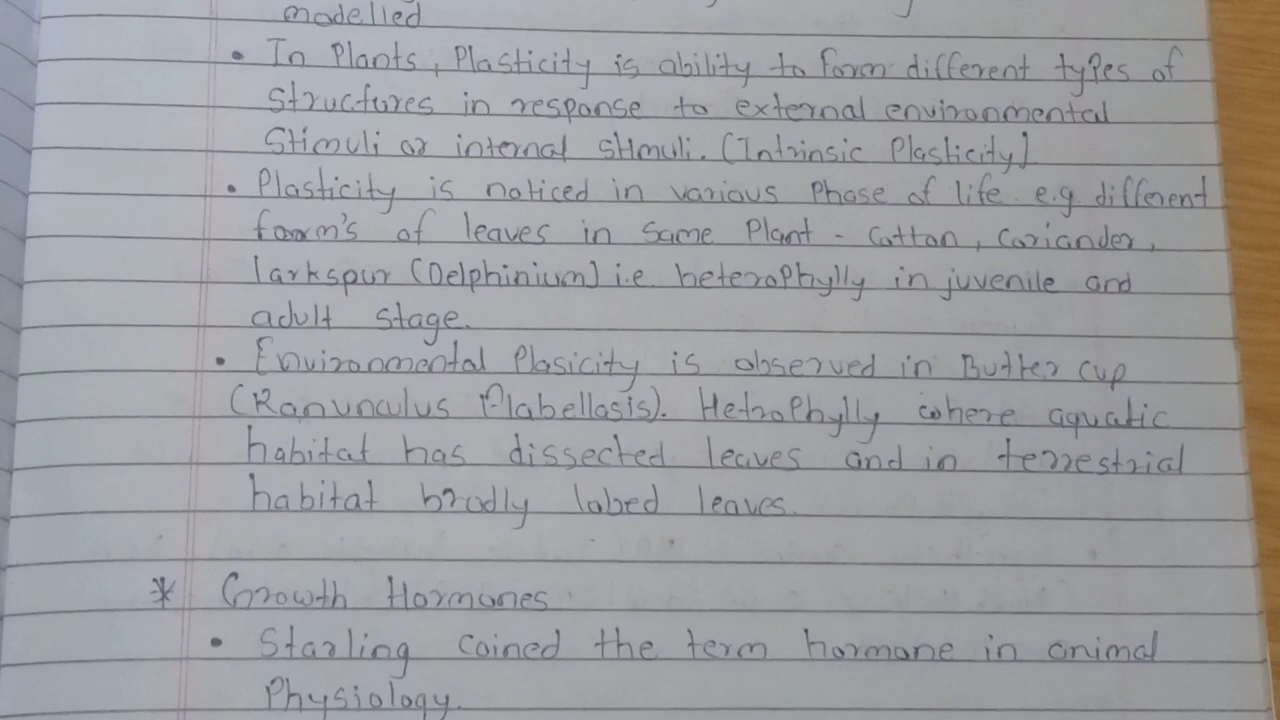 modelled
• In Plants, Plasticity is ability to form different types of
structures in response to external environmental
Stimuli or internal stimuli. (Intrinsic Plasticity)
• Plasticity is noticed in various Phase of life e.g different
form's of leaves in same Plant - Cotton, Coriander,
larkspur (Delphinium) i.e heterophylly in juvenile and
adult stage.
• Environmental Plasicity is observed in Butter cup
(Ranunculus Flabellasis). Hetrophylly where aquatic
habitat has dissected leaves and in terrestrial
habitat brodly lobed leaves.
* Growth Hormones
• Starling coined the term hormone in animal
Physiology.